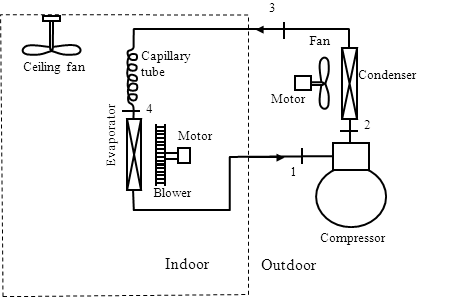 3
Fan
Ceiling fan
Capillary
tube
Condenser
Motor
4
2
Evaporator
Motor
1
Blower
Compressor
Indoor
Outdoor